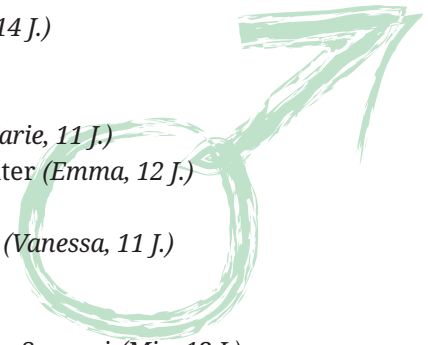 14 J.)
arie, 11 J.)
ter (Emma, 12 J.)
(Vanessa, 11 J.)